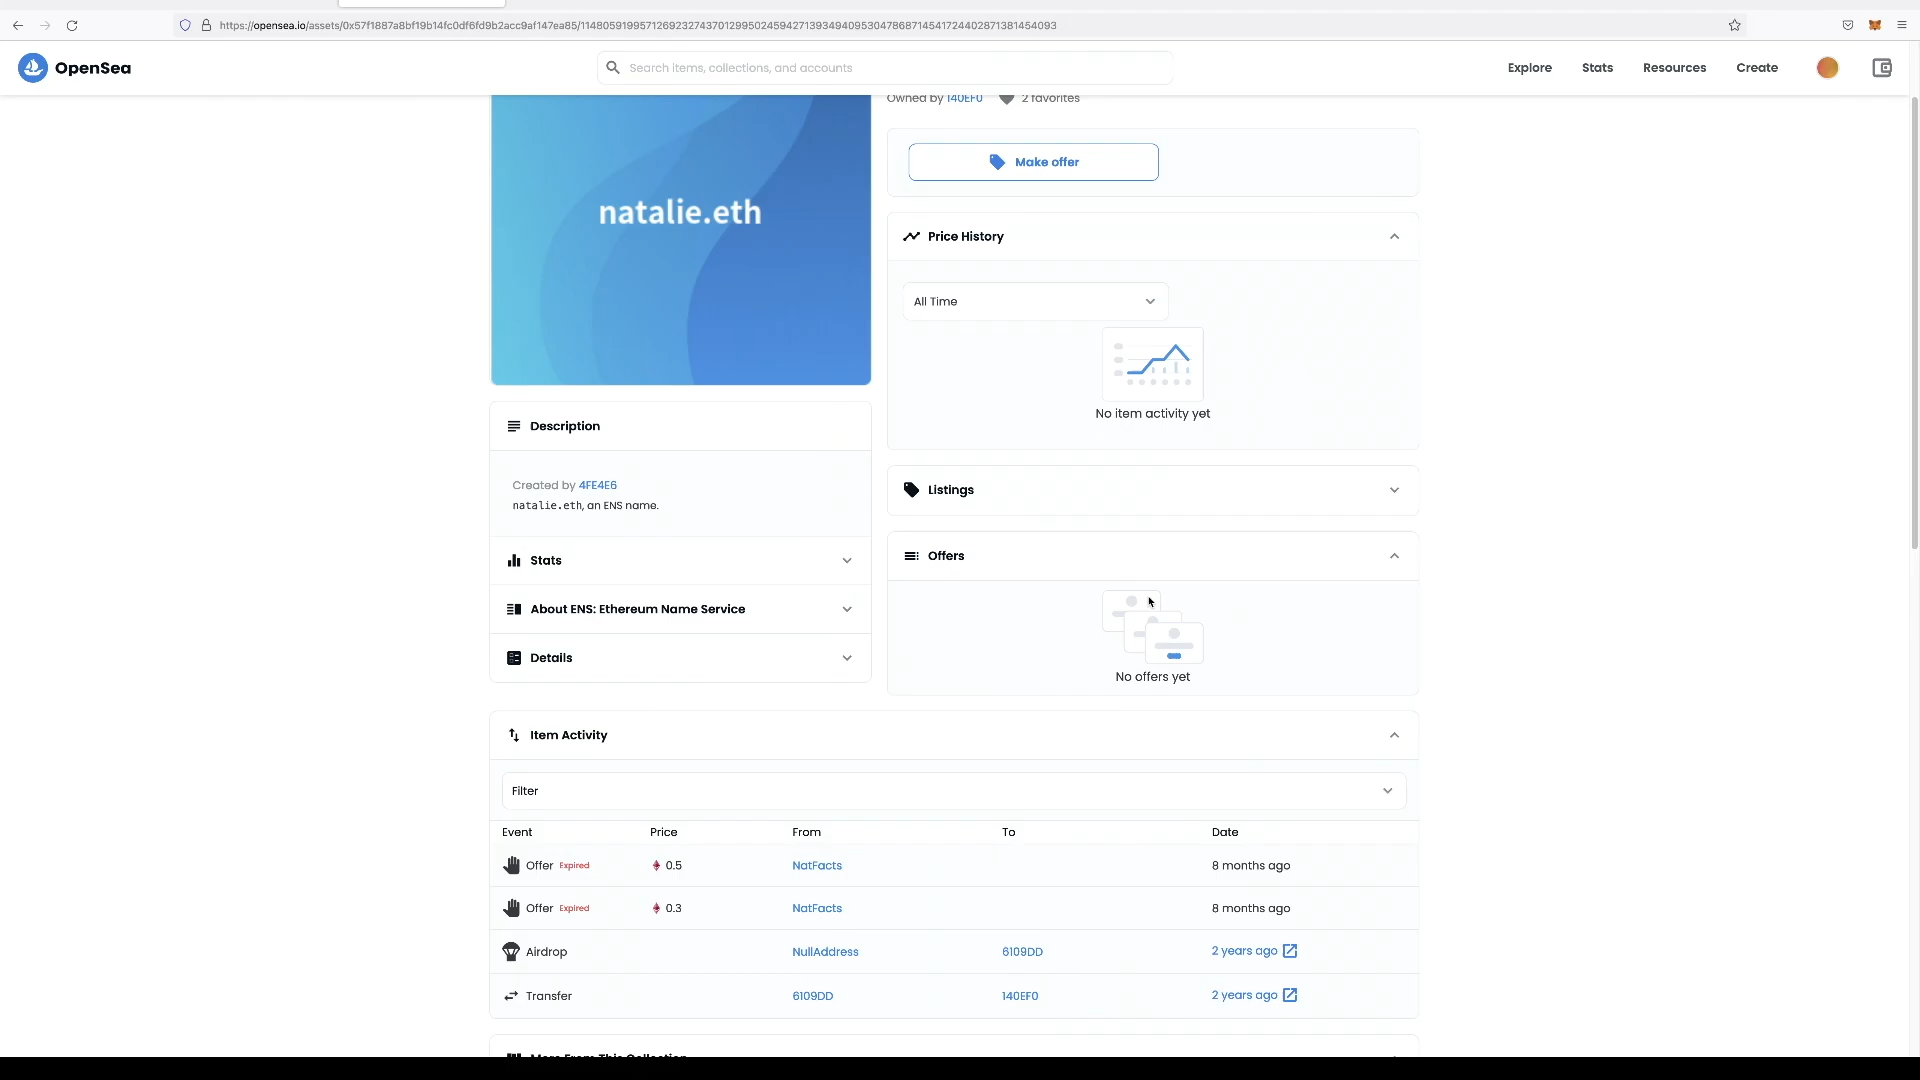 https://opensea.io/assets/0x57f1887a8bf19b14fc0df6fd9b2acc9af147ea85/114805919957126923274370129950245942713934940953047868714541724402871381454093
OpenSea
Search items, collections, and accounts
Explore
Stats
Resources
Create
Owned by 140EF0
2 favorites
natalie.eth
Make offer
Price History
All Time
No item activity yet
Description
Created by 4FE4E6
natalie.eth, an ENS name.
Stats
About ENS: Ethereum Name Service
Details
Listings
Offers
No offers yet
Item Activity
Filter
Event Price From To Date
Offer Expired 0.5 NatFacts 8 months ago
Offer Expired 0.3 NatFacts 8 months ago
Airdrop NullAddress 6109DD 2 years ago
Transfer 6109DD 140EF0 2 years ago
More From This Collection